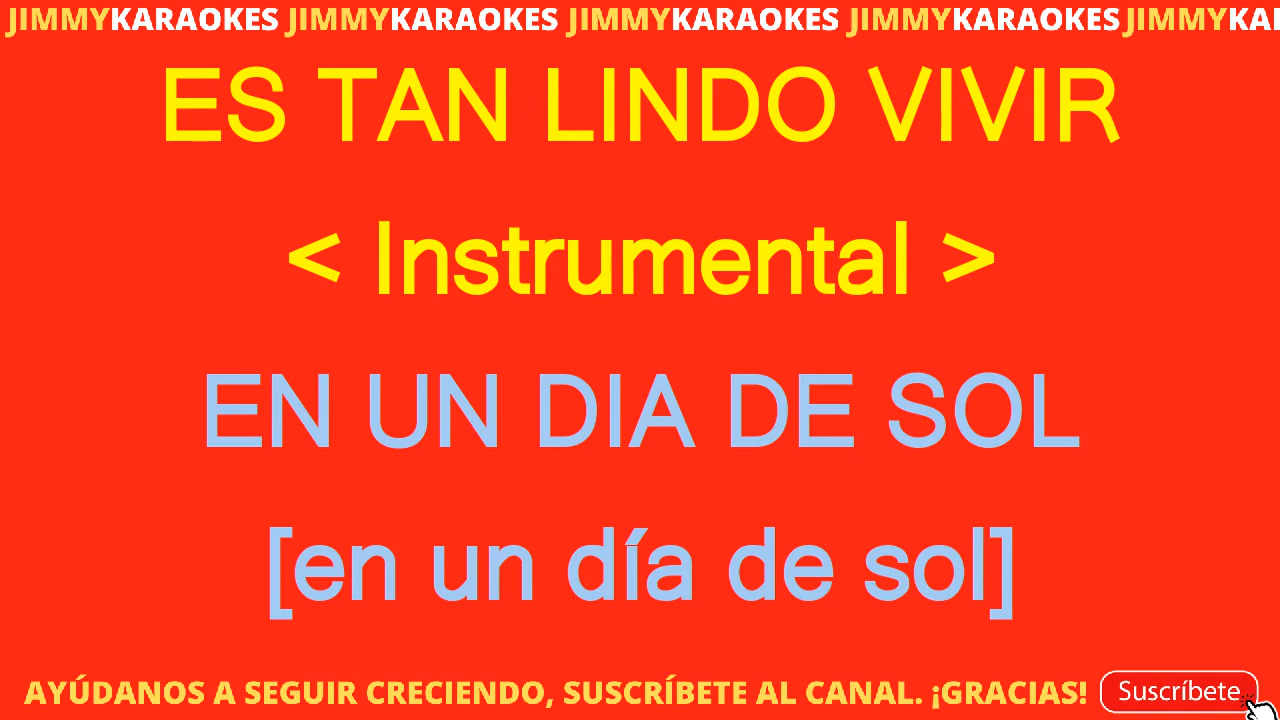 JIMMYKARAOKES JIMMYKARAOKES JIMMYKARAOKES JIMMYKARAOKES JIMMYKA
ES TAN LINDO VIVIR
< Instrumental >
EN UN DIA DE SOL
[en un día de sol]
AYÚDANOS A SEGUIR CRECIENDO, SUSCRÍBETE AL CANAL. ¡GRACIAS! Suscríbete